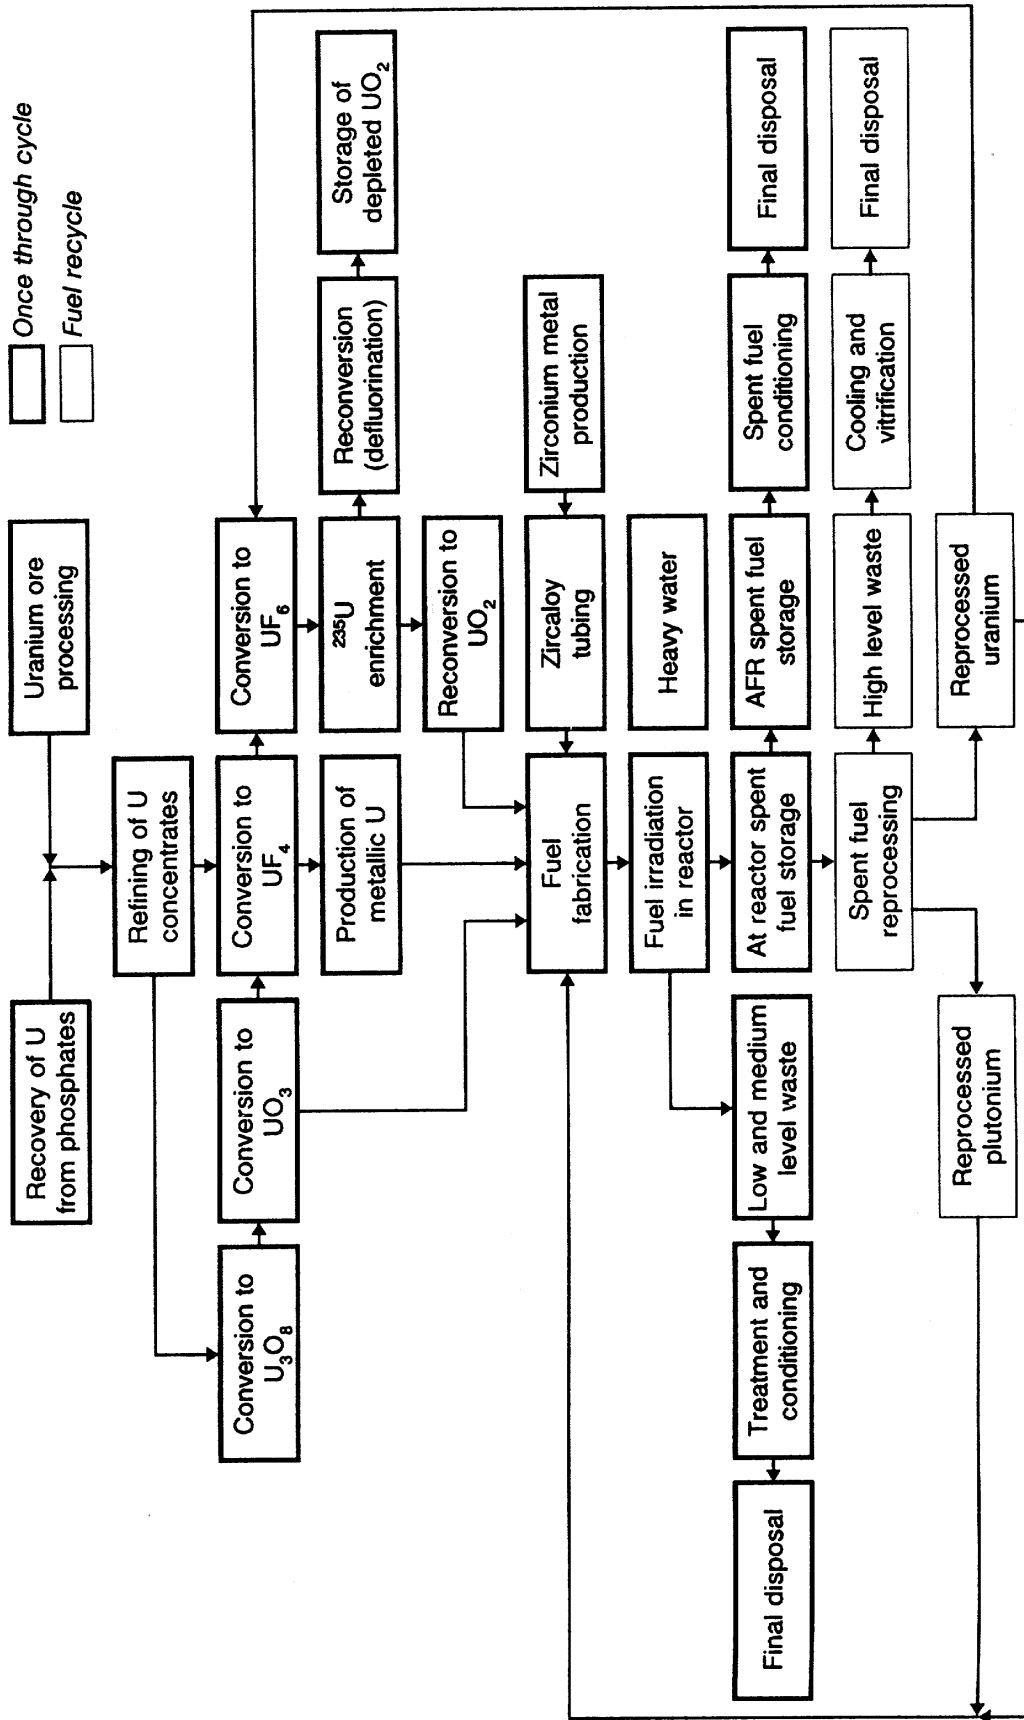 Once through cycle
Fuel recycle
Recovery of U
from phosphates
Uranium ore
processing
Refining of U
concentrates
Conversion to
U₃O₈
Conversion to
UO₃
Conversion to
UF₄
Conversion to
UF₆
Production of
metallic U
²³⁵U
enrichment
Reconversion
(defluorination)
Storage of
depleted UO₂
Reconversion to
UO₂
Fuel
fabrication
Zircaloy
tubing
Zirconium metal
production
Fuel irradiation
in reactor
Heavy water
Final disposal
Treatment and
conditioning
Low and medium
level waste
At reactor spent
fuel storage
AFR spent fuel
storage
Spent fuel
conditioning
Final disposal
Spent fuel
reprocessing
High level waste
Cooling and
vitrification
Final disposal
Reprocessed
plutonium
Reprocessed
uranium